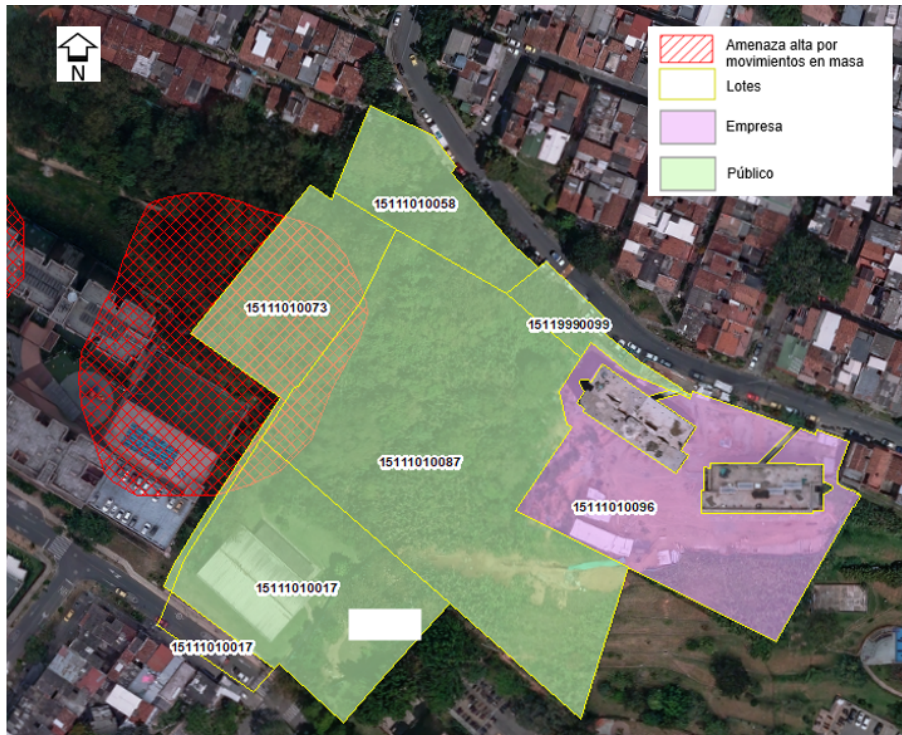 N
Amenaza alta por
movimientos en masa
Lotes
Empresa
Público
15111010058
15111010073
15119990099
15111010087
15111010096
15111010017
15111010017